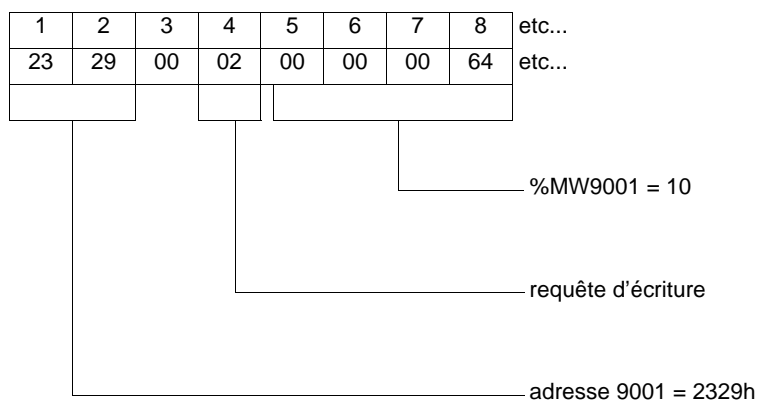 1 2 3 4 5 6 7 8 etc...
23 29 00 02 00 00 00 64 etc...
%MW9001 = 10
requête d'écriture
adresse 9001 = 2329h